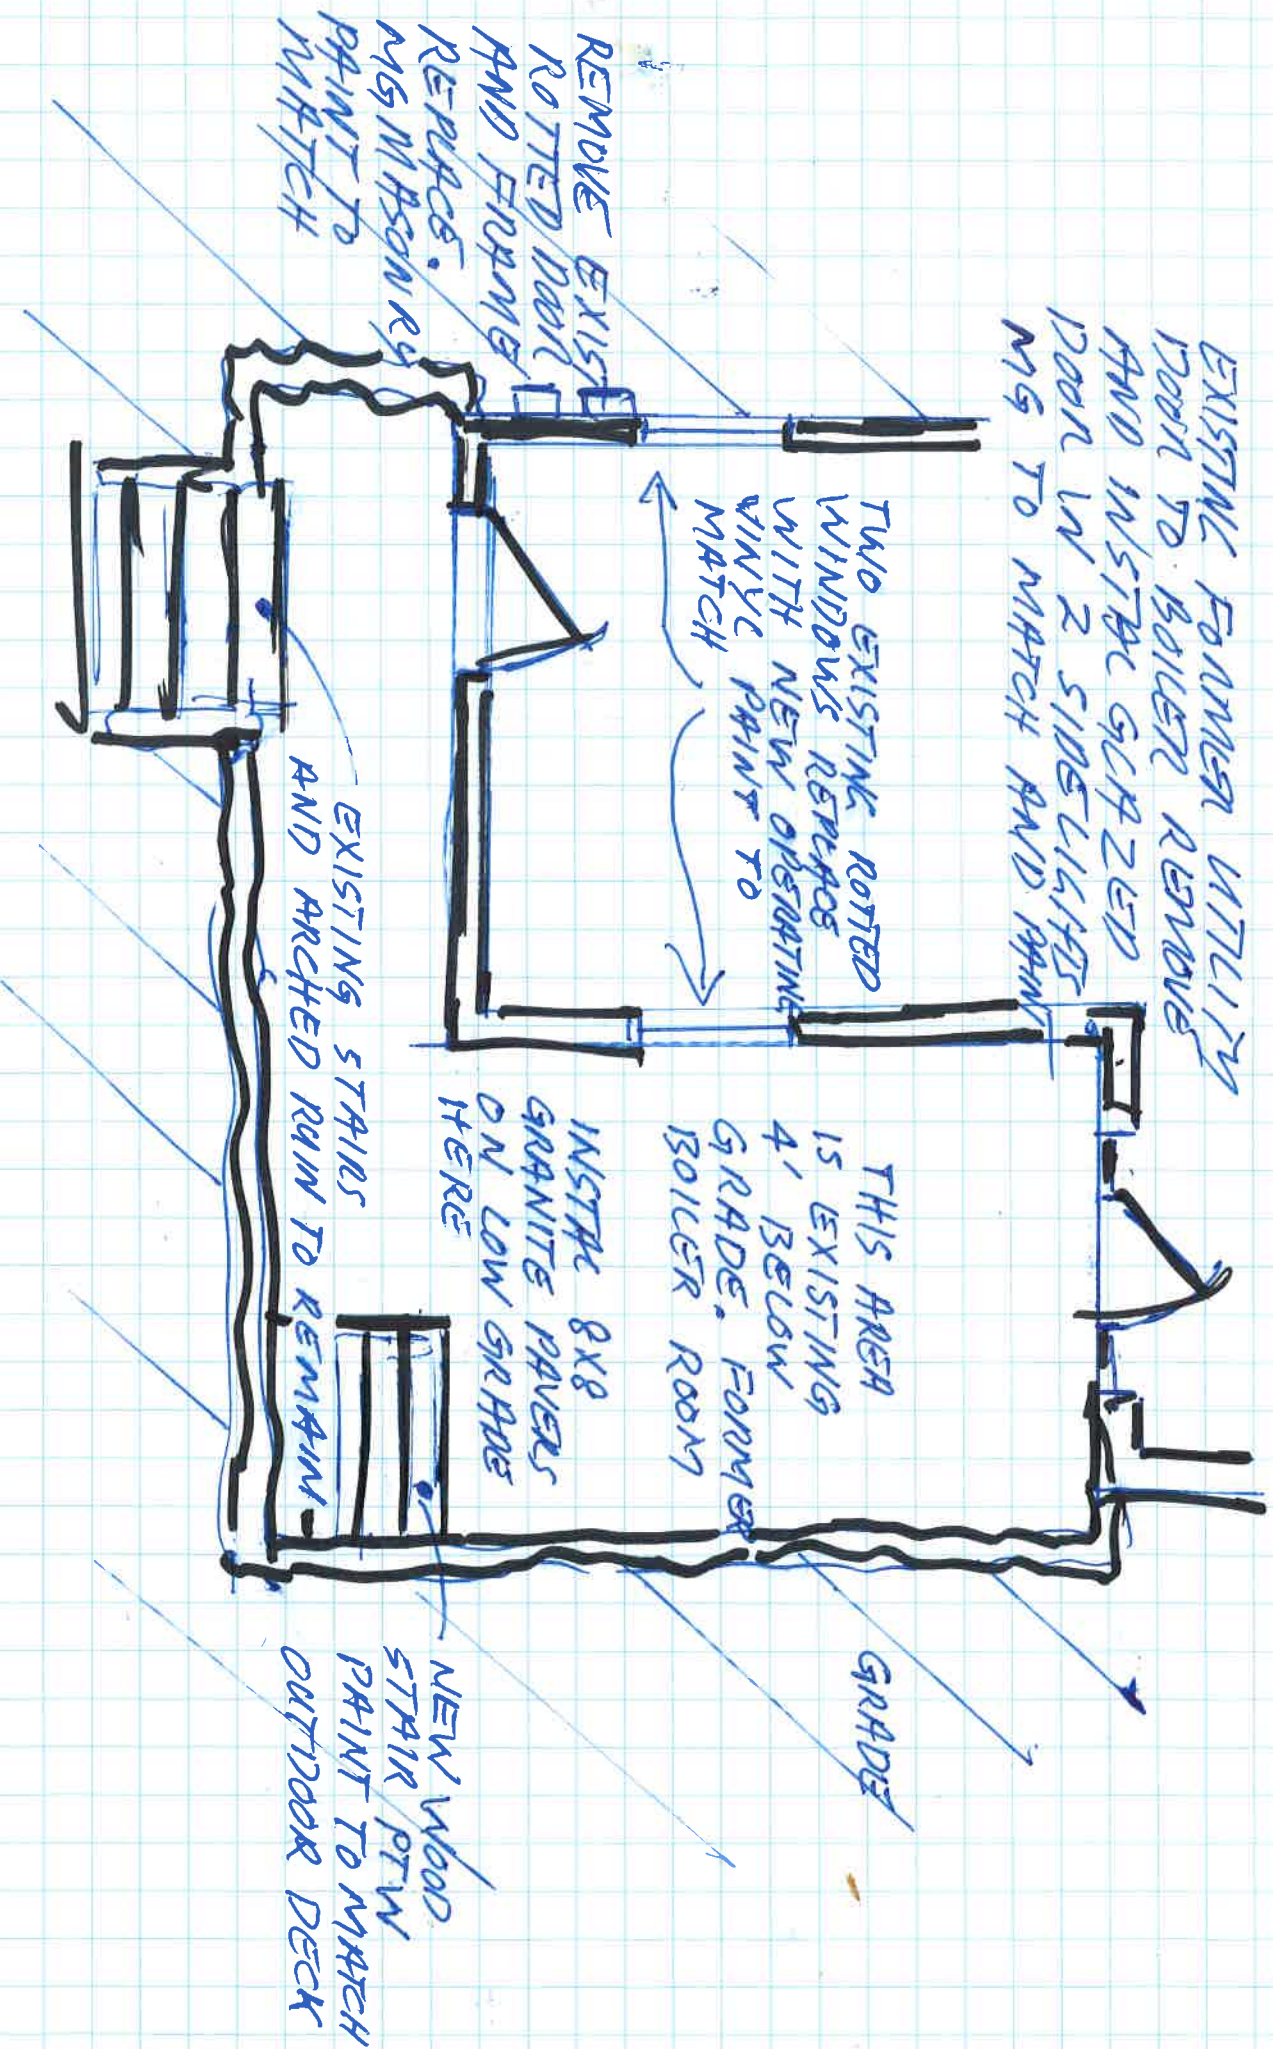 EXISTING FORMER UTILITY
DOOR TO BOILER REMOVE
AND INSTAL GLAZED
DOOR W 2 SIDELIGHTS
MG TO MATCH AND PAINT
REMOVE EXIST
ROTTED DOOR
AND FRAME
REPLACE.
MG MASONRY
PAINT TO
MATCH
TWO EXISTING ROTTED
WINDOWS REPLACE
WITH NEW OPERATING
VINYL PAINT TO
MATCH
THIS AREA
IS EXISTING
4' BELOW
GRADE. FORMER
BOILER ROOM
INSTAL 8X8
GRANITE PAVERS
ON LOW GRADE
HERE
GRADE
EXISTING STAIRS
AND ARCHED RUIN TO REMAIN
NEW WOOD
STAIR PTW
PAINT TO MATCH
OUTDOOR DECK